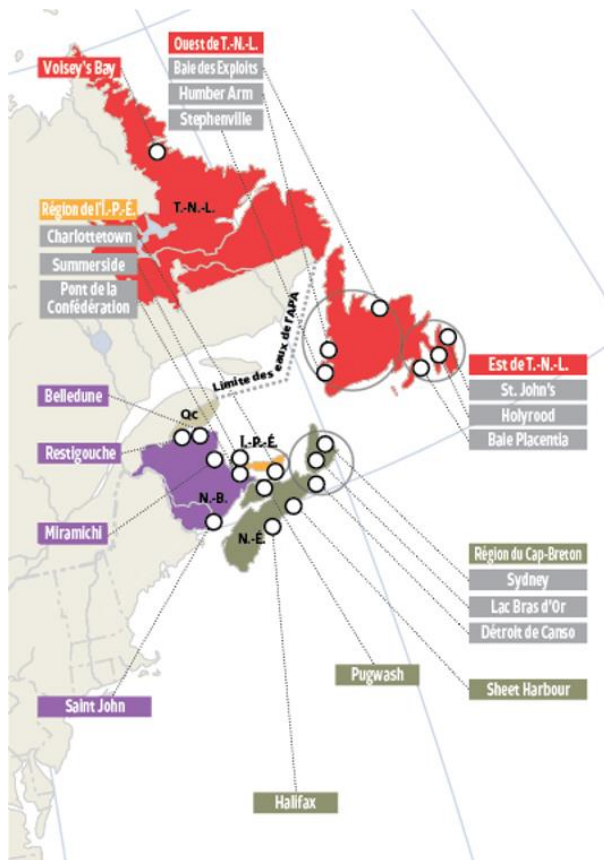 Ouest de T.-N.-L.
Baie des Exploits
Humber Arm
Stephenville
Voisey's Bay
T.-N.-L.
Région de l'Î.-P.-É.
Charlottetown
Summerside
Pont de la
Confédération
Limite des eaux de l'APA
Est de T.-N.-L.
St. John's
Holyrood
Baie Placentia
Belledune
Qc
Restigouche
Î.-P.-É.
N.-B.
Miramichi
N.-É.
Région du Cap-Breton
Sydney
Lac Bras d'Or
Détroit de Canso
Pugwash
Sheet Harbour
Saint John
Halifax